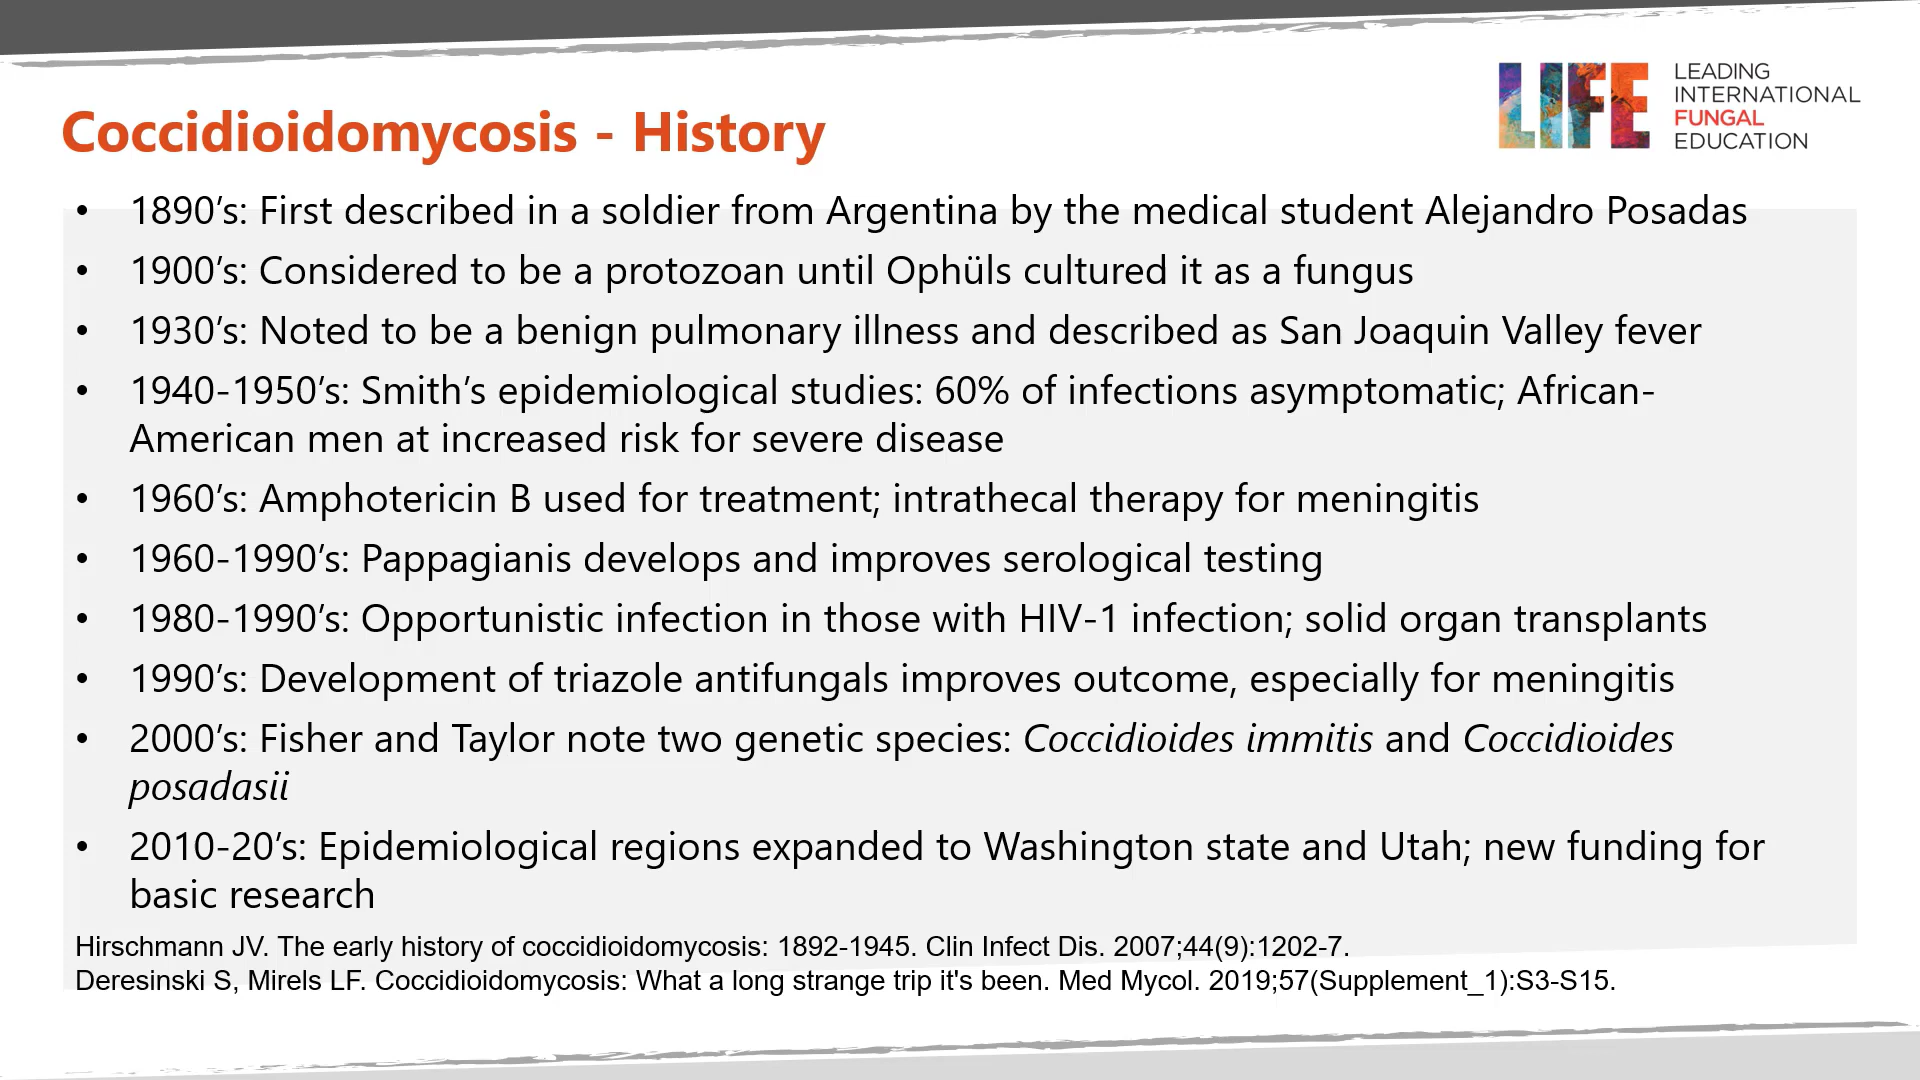 LIFE
LEADING
INTERNATIONAL
FUNGAL
EDUCATION
Coccidioidomycosis - History
• 1890’s: First described in a soldier from Argentina by the medical student Alejandro Posadas
• 1900’s: Considered to be a protozoan until Ophüls cultured it as a fungus
• 1930’s: Noted to be a benign pulmonary illness and described as San Joaquin Valley fever
• 1940-1950’s: Smith’s epidemiological studies: 60% of infections asymptomatic; African-
American men at increased risk for severe disease
• 1960’s: Amphotericin B used for treatment; intrathecal therapy for meningitis
• 1960-1990’s: Pappagianis develops and improves serological testing
• 1980-1990’s: Opportunistic infection in those with HIV-1 infection; solid organ transplants
• 1990’s: Development of triazole antifungals improves outcome, especially for meningitis
• 2000’s: Fisher and Taylor note two genetic species: Coccidioides immitis and Coccidioides
posadasii
• 2010-20’s: Epidemiological regions expanded to Washington state and Utah; new funding for
basic research
Hirschmann JV. The early history of coccidioidomycosis: 1892-1945. Clin Infect Dis. 2007;44(9):1202-7.
Deresinski S, Mirels LF. Coccidioidomycosis: What a long strange trip it's been. Med Mycol. 2019;57(Supplement_1):S3-S15.